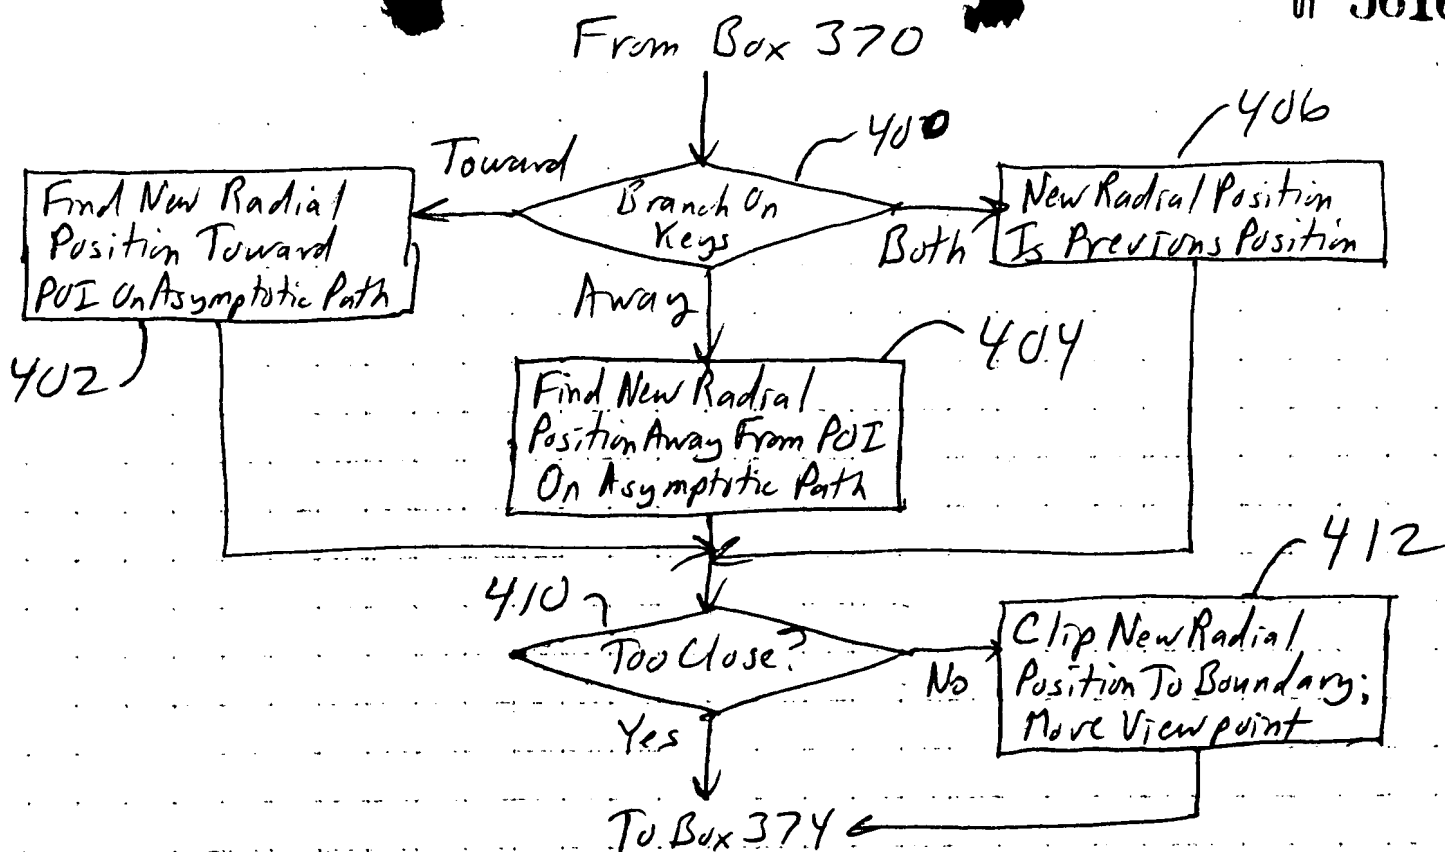 From Box 370
400
406
Toward
Branch On
Keys
Both
Away
Find New Radial
Position Toward
POI On Asymptotic Path
402
New Radial Position
Is Previous Position
404
Find New Radial
Position Away From POI
On Asymptotic Path
410
Too Close?
No
Yes
412
Clip New Radial
Position To Boundary;
Move Viewpoint
To Box 374